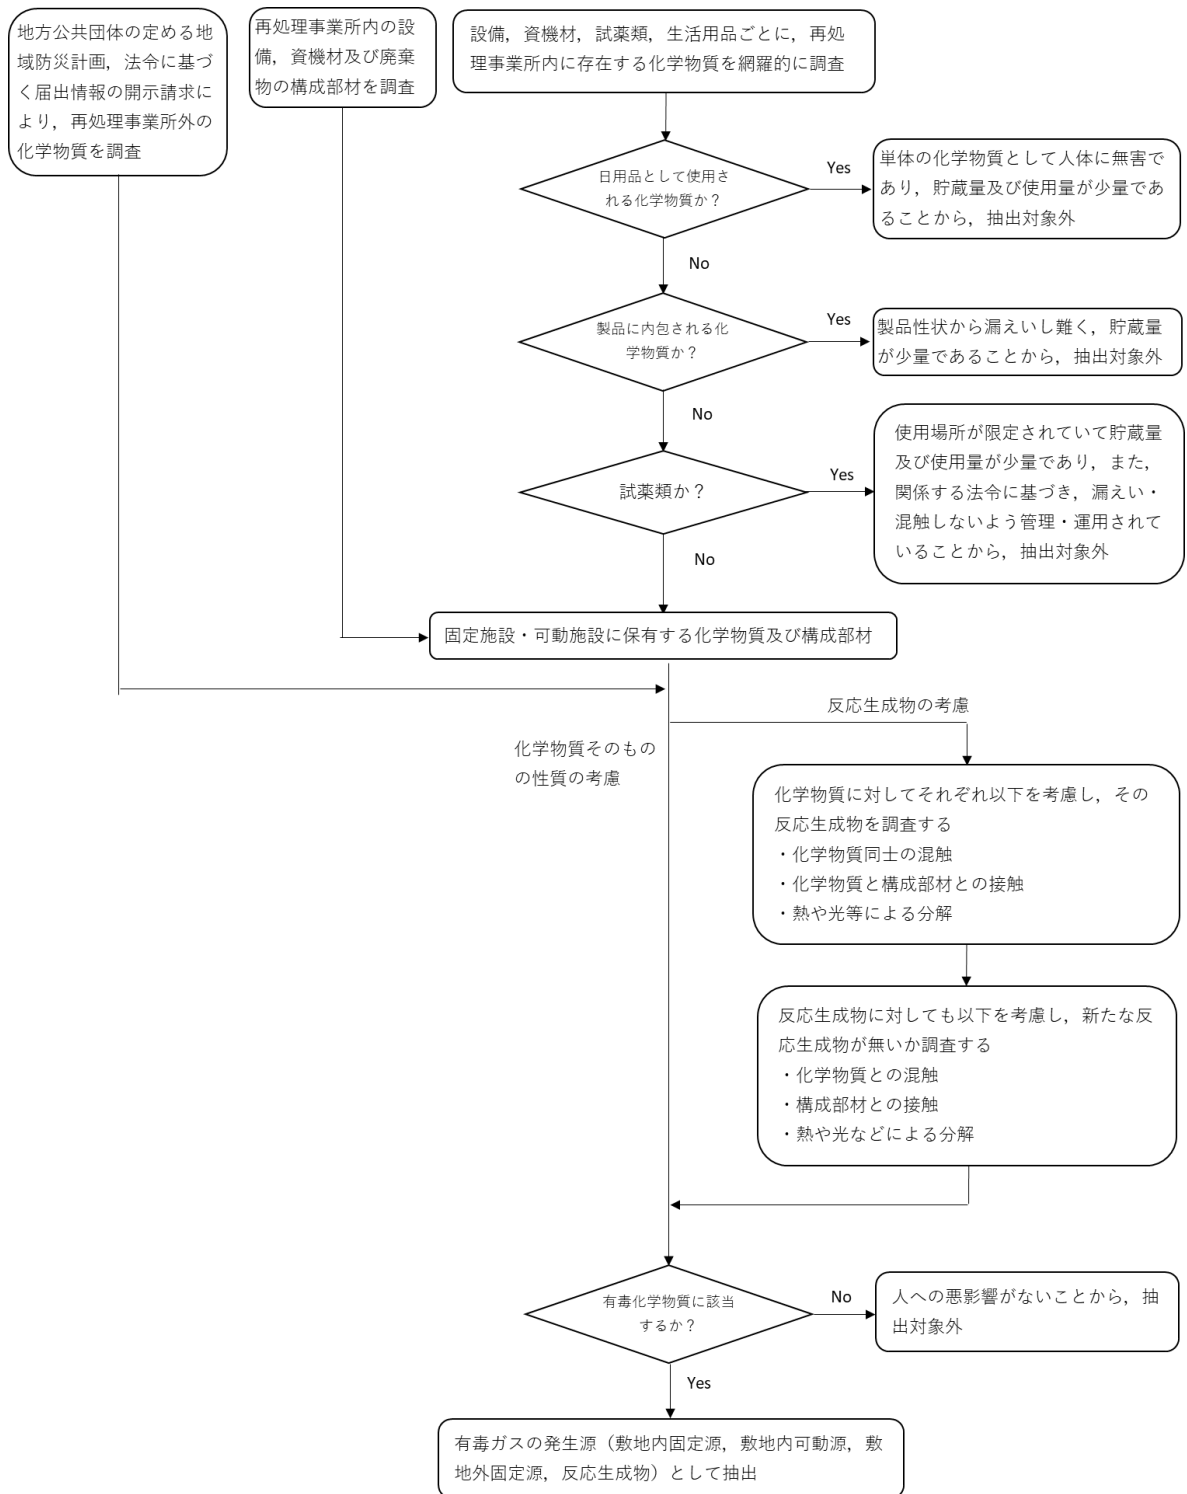 地方公共団体の定める地
域防災計画，法令に基づ
く届出情報の開示請求に
より，再処理事業所外の
化学物質を調査
再処理事業所内の設
備，資機材及び廃棄
物の構成部材を調査
設備，資機材，試薬類，生活用品ごとに，再処
理事業所内に存在する化学物質を網羅的に調査
日用品として使用さ
れる化学物質か？
Yes
単体の化学物質として人体に無害で
あり，貯蔵量及び使用量が少量であ
ることから，抽出対象外
No
製品に内包される化
学物質か？
Yes
製品性状から漏えいし難く，貯蔵量
が少量であることから，抽出対象外
No
試薬類か？
Yes
使用場所が限定されていて貯蔵量
及び使用量が少量であり，また，
関係する法令に基づき，漏えい・
混触しないよう管理・運用されて
いることから，抽出対象外
No
固定施設・可動施設に保有する化学物質及び構成部材
反応生成物の考慮
化学物質そのもの
の性質の考慮
化学物質に対してそれぞれ以下を考慮し，その
反応生成物を調査する
・化学物質同士の混触
・化学物質と構成部材との接触
・熱や光等による分解
反応生成物に対しても以下を考慮し，新たな反
応生成物が無いか調査する
・化学物質との混触
・構成部材との接触
・熱や光などによる分解
有毒化学物質に該当
するか？
No
人への悪影響がないことから，抽
出対象外
Yes
有毒ガスの発生源（敷地内固定源，敷地内可動源，敷
地外固定源，反応生成物）として抽出